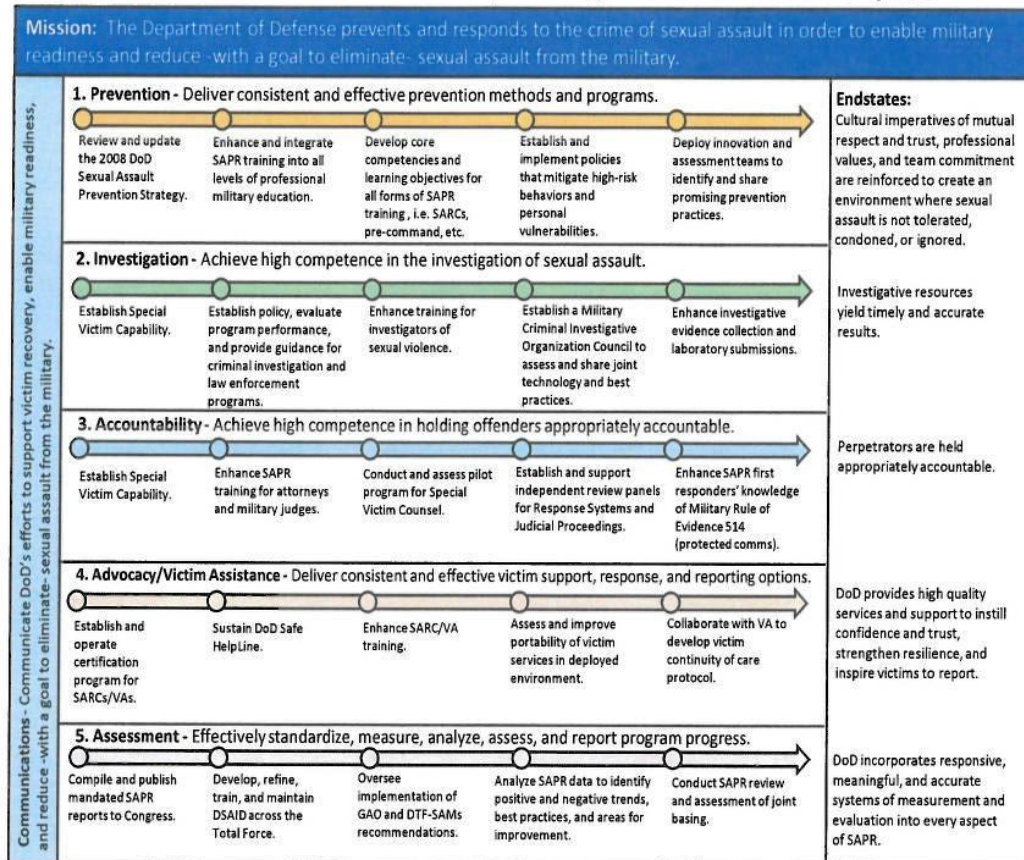 Mission: The Department of Defense prevents and responds to the crime of sexual assault in order to enable military
readiness and reduce -with a goal to eliminate- sexual assault from the military.
Communications - Communicate DoD's efforts to support victim recovery, enable military readiness,
and reduce -with a goal to eliminate- sexual assault from the military.
1. Prevention - Deliver consistent and effective prevention methods and programs.
Review and update
the 2008 DoD
Sexual Assault
Prevention Strategy.
Enhance and integrate
SAPR training into all
levels of professional
military education.
Develop core
competencies and
learning objectives for
all forms of SAPR
training , i.e. SARCs,
pre-command, etc.
Establish and
implement policies
that mitigate high-risk
behaviors and
personal
vulnerabilities.
Deploy innovation and
assessment teams to
identify and share
promising prevention
practices.
Endstates:
Cultural imperatives of mutual
respect and trust, professional
values, and team commitment
are reinforced to create an
environment where sexual
assault is not tolerated,
condoned, or ignored.
2. Investigation - Achieve high competence in the investigation of sexual assault.
Establish Special
Victim Capability.
Establish policy, evaluate
program performance,
and provide guidance for
criminal investigation and
law enforcement
programs.
Enhance training for
investigators of
sexual violence.
Establish a Military
Criminal Investigative
Organization Council to
assess and share joint
technology and best
practices.
Enhance investigative
evidence collection and
laboratory submissions.
Investigative resources
yield timely and accurate
results.
3. Accountability - Achieve high competence in holding offenders appropriately accountable.
Establish Special
Victim Capability.
Enhance SAPR
training for attorneys
and military judges.
Conduct and assess pilot
program for Special
Victim Counsel.
Establish and support
independent review panels
for Response Systems and
Judicial Proceedings.
Enhance SAPR first
responders' knowledge
of Military Rule of
Evidence 514
(protected comms).
Perpetrators are held
appropriately accountable.
4. Advocacy/Victim Assistance - Deliver consistent and effective victim support, response, and reporting options.
Establish and
operate
certification
program for
SARCs/VAs.
Sustain DoD Safe
HelpLine.
Enhance SARC/VA
training.
Assess and improve
portability of victim
services in deployed
environment.
Collaborate with VA to
develop victim
continuity of care
protocol.
DoD provides high quality
services and support to instill
confidence and trust,
strengthen resilience, and
inspire victims to report.
5. Assessment - Effectively standardize, measure, analyze, assess, and report program progress.
Compile and publish
mandated SAPR
reports to Congress.
Develop, refine,
train, and maintain
DSAID across the
Total Force.
Oversee
implementation of
GAO and DTF-SAMs
recommendations.
Analyze SAPR data to identify
positive and negative trends,
best practices, and areas for
improvement.
Conduct SAPR review
and assessment of joint
basing.
DoD incorporates responsive,
meaningful, and accurate
systems of measurement and
evaluation into every aspect
of SAPR.